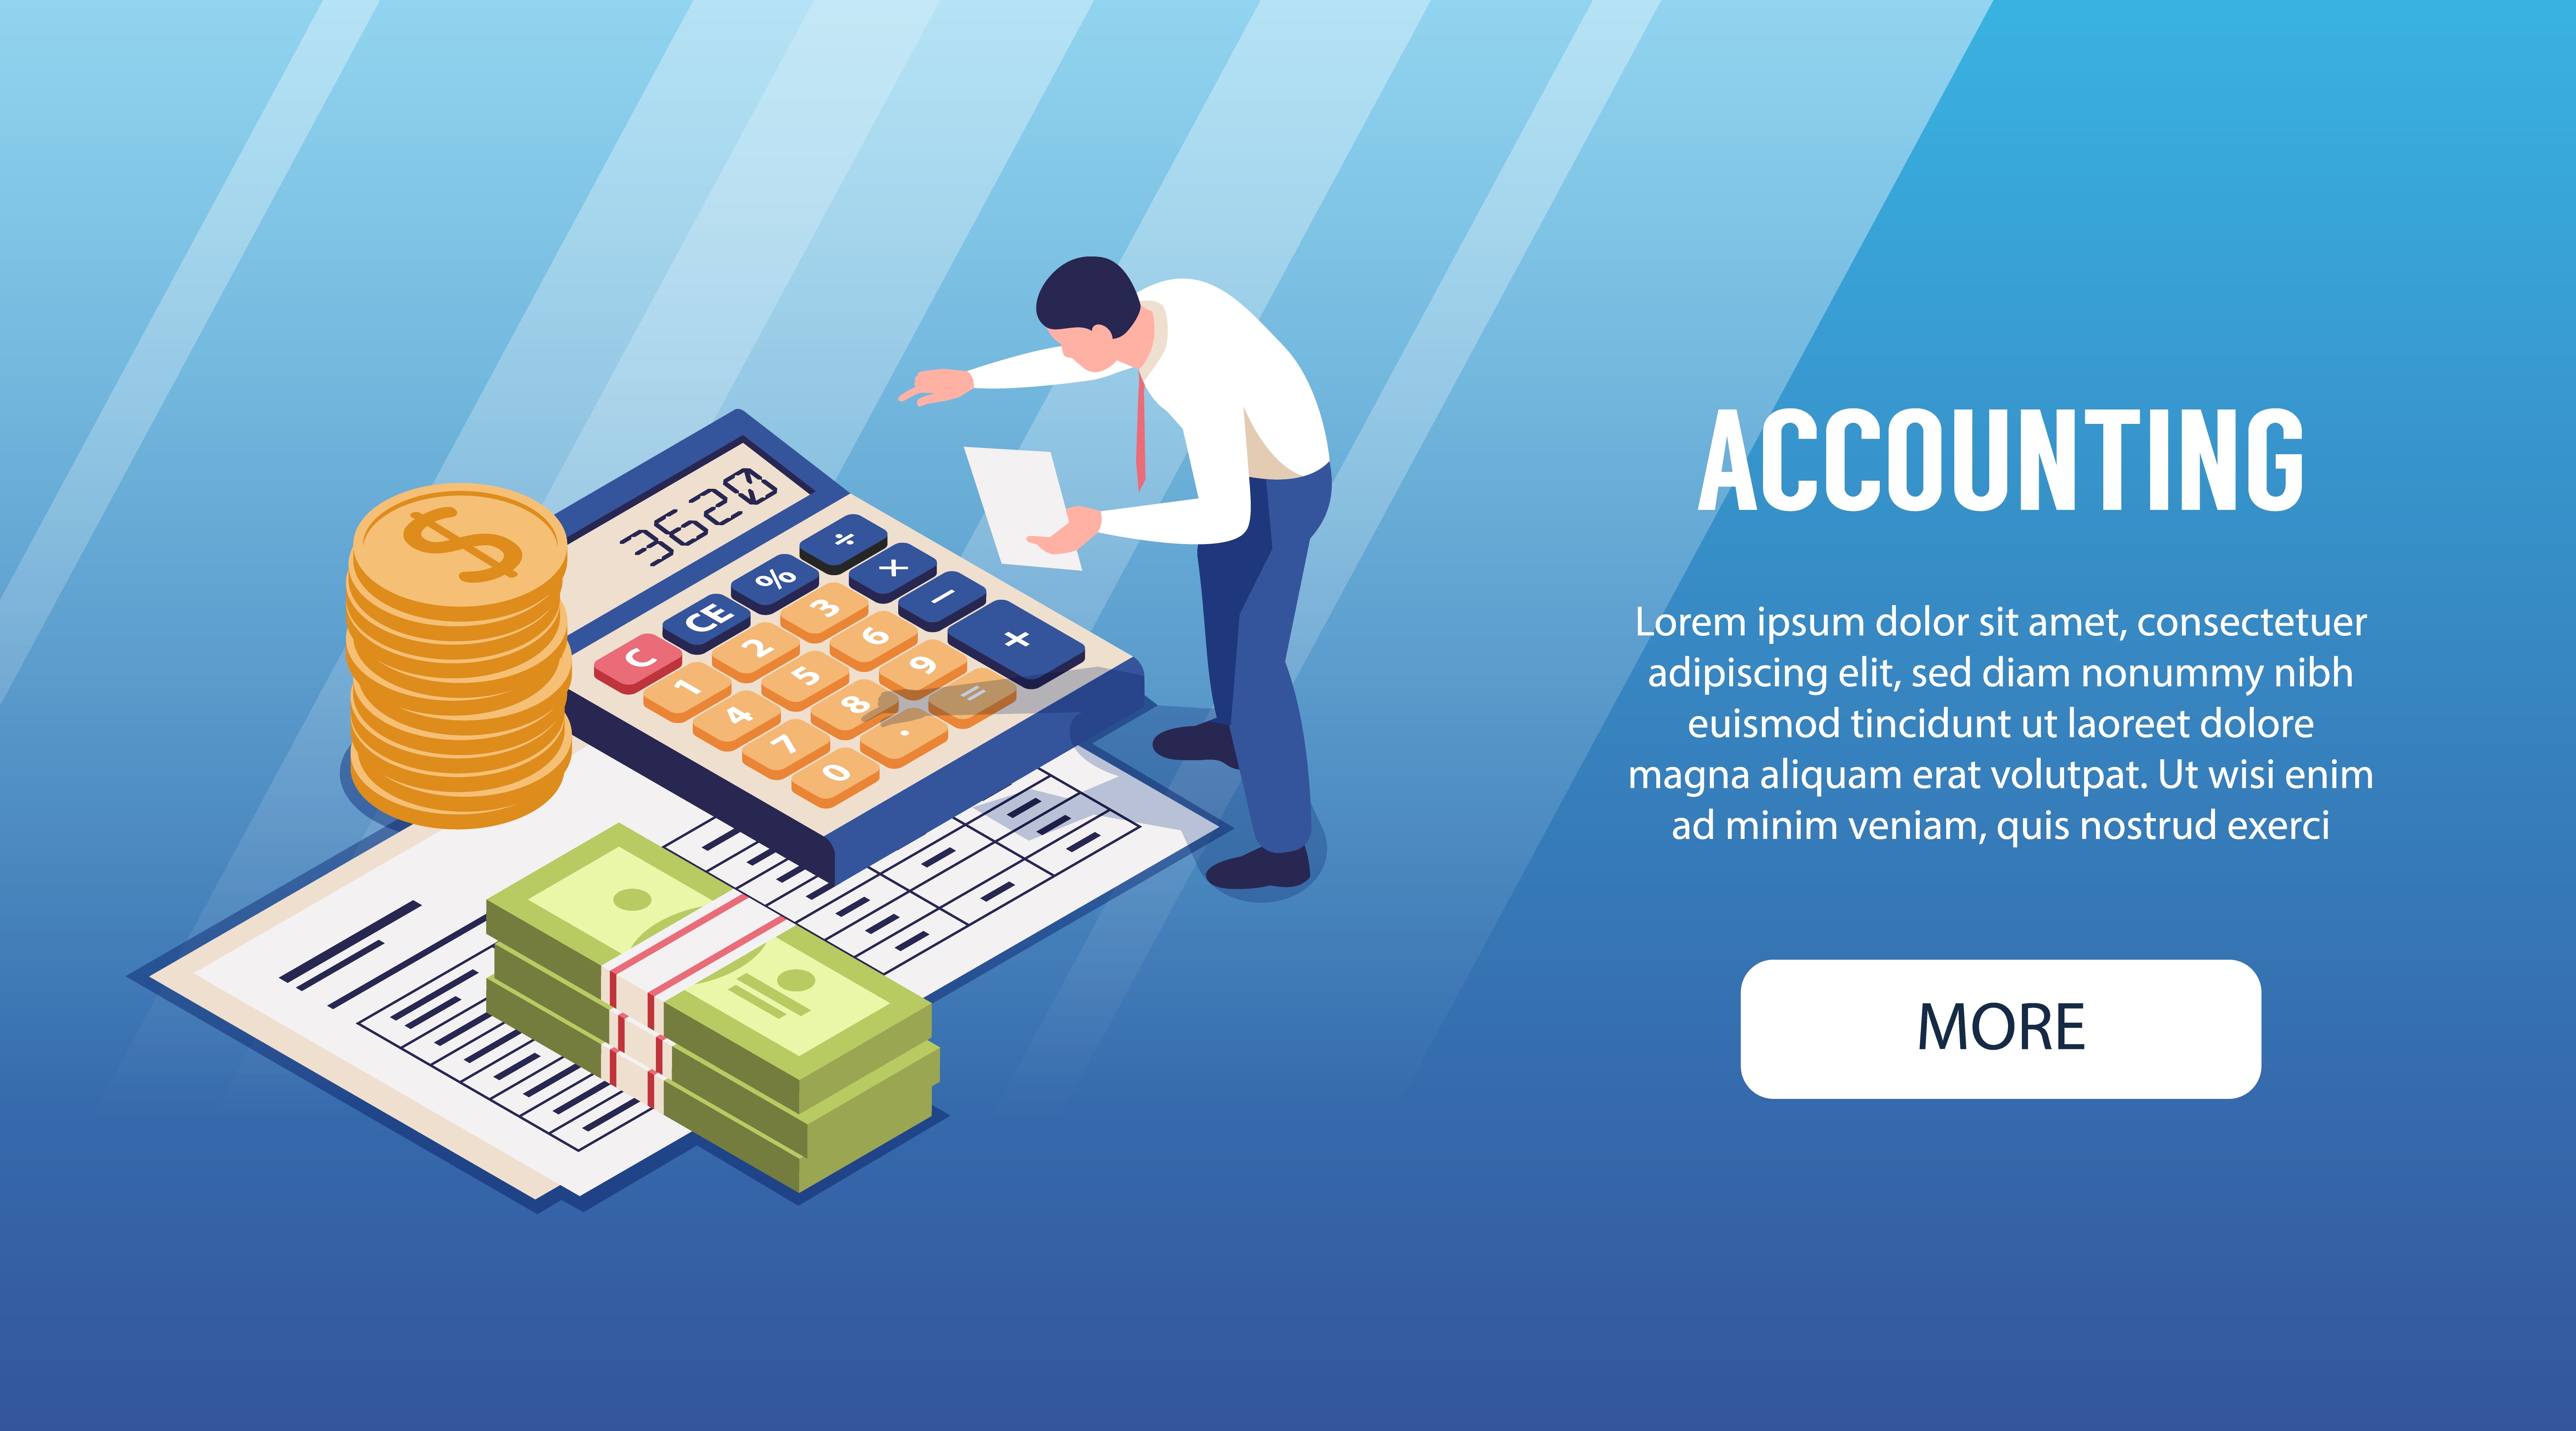 3620
÷
% ×
CE 3 −
C 2 6 +
1 5 9
4 8 =
7 .
0
$
ACCOUNTING
Lorem ipsum dolor sit amet, consectetuer
adipiscing elit, sed diam nonummy nibh
euismod tincidunt ut laoreet dolore
magna aliquam erat volutpat. Ut wisi enim
ad minim veniam, quis nostrud exerci
MORE